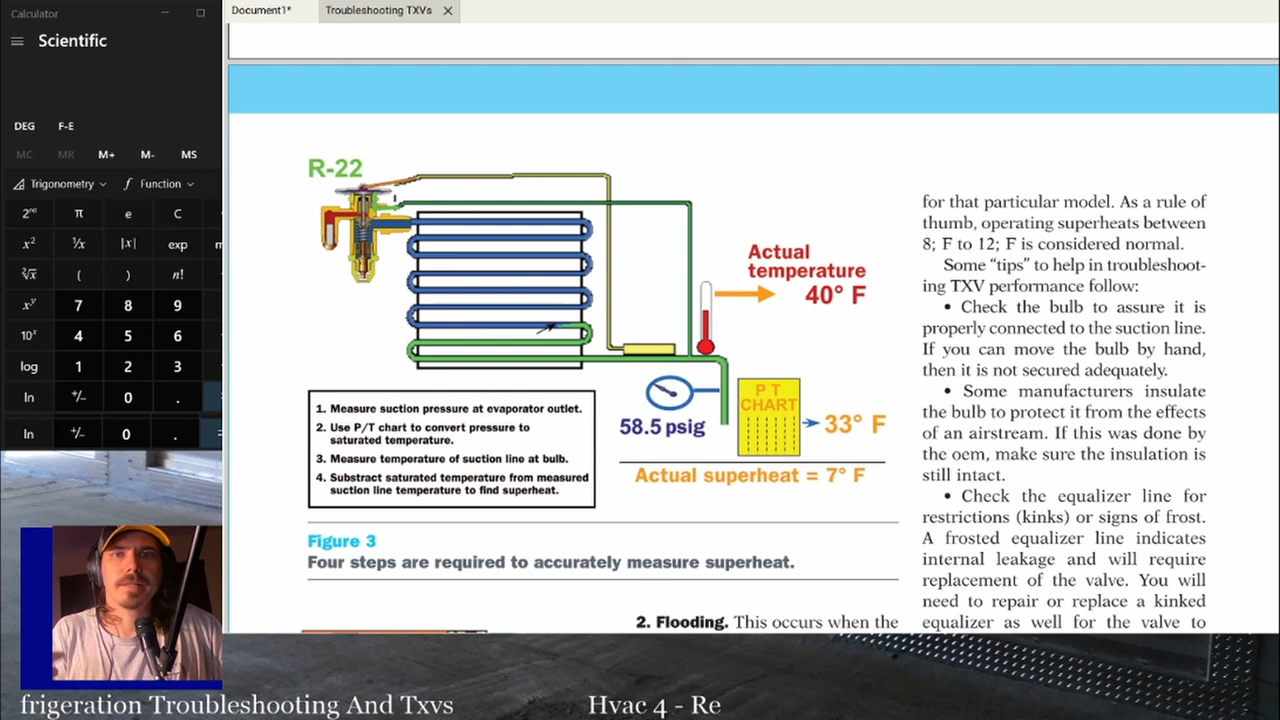 Calculator
Scientific
DEG F-E
MC MR M+ M- MS
Trigonometry Function
2nd π e C
x² ¹/x |x| exp
²√x ( ) n!
xʸ 7 8 9
10ˣ 4 5 6
log 1 2 3
ln +/- 0 .
ln +/- 0 .
Document1*
Troubleshooting TXVs
R-22
Actual
temperature
40° F
58.5 psig
P T
CHART
33° F
Actual superheat = 7° F
1. Measure suction pressure at evaporator outlet.
2. Use P/T chart to convert pressure to
saturated temperature.
3. Measure temperature of suction line at bulb.
4. Substract saturated temperature from measured
suction line temperature to find superheat.
Figure 3
Four steps are required to accurately measure superheat.
2. Flooding. This occurs when the
for that particular model. As a rule of
thumb, operating superheats between
8; F to 12; F is considered normal.
Some “tips” to help in troubleshoot-
ing TXV performance follow:
• Check the bulb to assure it is
properly connected to the suction line.
If you can move the bulb by hand,
then it is not secured adequately.
• Some manufacturers insulate
the bulb to protect it from the effects
of an airstream. If this was done by
the oem, make sure the insulation is
still intact.
• Check the equalizer line for
restrictions (kinks) or signs of frost.
A frosted equalizer line indicates
internal leakage and will require
replacement of the valve. You will
need to repair or replace a kinked
equalizer as well for the valve to
frigeration Troubleshooting And Txvs
Hvac 4 - Re